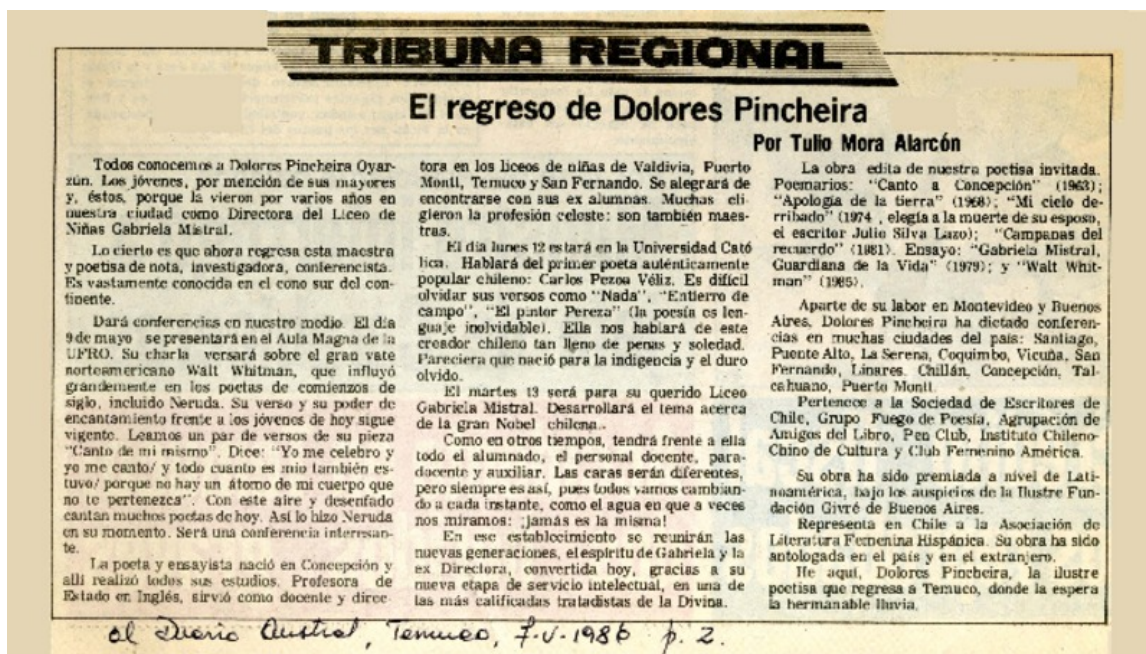 TRIBUNA REGIONAL
El regreso de Dolores Pincheira
Por Tulio Mora Alarcón
Todos conocemos a Dolores Pincheira Oyar-
zún. Los jóvenes, por mención de sus mayores
y, éstos, porque la vieron por varios años en
nuestra ciudad como Directora del Liceo de
Niñas Gabriela Mistral.
Lo cierto es que ahora regresa esta maestra
y poetisa de nota, investigadora, conferencista.
Es vastamente conocida en el cono sur del con-
tinente.
Dará conferencias en nuestro medio. El día
9 de mayo se presentará en el Aula Magna de la
UFRO. Su charla versará sobre el gran vate
norteamericano Walt Whitman, que influyó
grandemente en los poetas de comienzos de
siglo, incluido Neruda. Su verso y su poder de
encantamiento frente a los jóvenes de hoy sigue
vigente. Leamos un par de versos de su pieza
"Canto de mi mismo". Dice: "Yo me celebro y
yo me canto/ y todo cuanto es mio también es-
tuvo/ porque no hay un átomo de mi cuerpo que
no te pertenezca". Con este aire y desenfado
cantan muchos poetas de hoy. Así lo hizo Neruda
en su momento. Será una conferencia interesan-
te.
La poeta y ensayista nació en Concepción y
allí realizó todos sus estudios. Profesora de
Estado en Inglés, sirvió como docente y direc-
tora en los liceos de niñas de Valdivia, Puerto
Montt, Temuco y San Fernando. Se alegrará de
encontrarse con sus ex alumnas. Muchas eli-
gieron la profesión celeste: son también maes-
tras.
El día lunes 12 estará en la Universidad Cató
lica. Hablará del primer poeta auténticamente
popular chileno: Carlos Pezoa Véliz. Es difícil
olvidar sus versos como "Nada", "Entierro de
campo", "El pintor Pereza" (la poesía es len-
guaje inolvidable). Ella nos hablará de este
creador chileno tan lleno de penas y soledad.
Pareciera que nació para la indigencia y el duro
olvido.
El martes 13 será para su querido Liceo
Gabriela Mistral. Desarrollará el tema acerca
de la gran Nobel chilena..
Como en otros tiempos, tendrá frente a ella
todo el alumnado, el personal docente, para-
docente y auxiliar. Las caras serán diferentes,
pero siempre es así, pues todos vamos cambian-
do a cada instante, como el agua en que a veces
nos miramos: ¡jamás es la misma!
En ese establecimiento se reunirán las
nuevas generaciones, el espíritu de Gabriela y la
ex Directora, convertida hoy, gracias a su
nueva etapa de servicio intelectual, en una de
las más calificadas tratadistas de la Divina.
La obra edita de nuestra poetisa invitada.
Poemarios: "Canto a Concepción" (1963);
"Apología de la tierra" (1968); "Mi cielo de-
rribado" (1974 , elegía a la muerte de su esposo,
el escritor Julio Silva Lazo); "Campanas del
recuerdo" (1981). Ensayo: "Gabriela Mistral,
Guardiana de la Vida" (1979); y "Walt Whit-
man" (1985).
Aparte de su labor en Montevideo y Buenos
Aires, Dolores Pincheira ha dictado conferen-
cias en muchas ciudades del país: Santiago,
Puente Alto, La Serena, Coquimbo, Vicuña, San
Fernando, Linares. Chillán, Concepción, Tal-
cahuano, Puerto Montt.
Pertenece a la Sociedad de Escritores de
Chile, Grupo Fuego de Poesía, Agrupación de
Amigos del Libro, Pen Club, Instituto Chileno-
Chino de Cultura y Club Femenino América.
Su obra ha sido premiada a nivel de Lati-
noamérica, bajo los auspicios de la Ilustre Fun-
dación Givré de Buenos Aires.
Representa en Chile a la Asociación de
Literatura Femenina Hispánica. Su obra ha sido
antologada en el país y en el extranjero.
He aquí, Dolores Pincheira, la ilustre
poetisa que regresa a Temuco, donde la espera
la hermanable lluvia.
el Diario Austral, Temuco, 7-V-1986 p. 2.